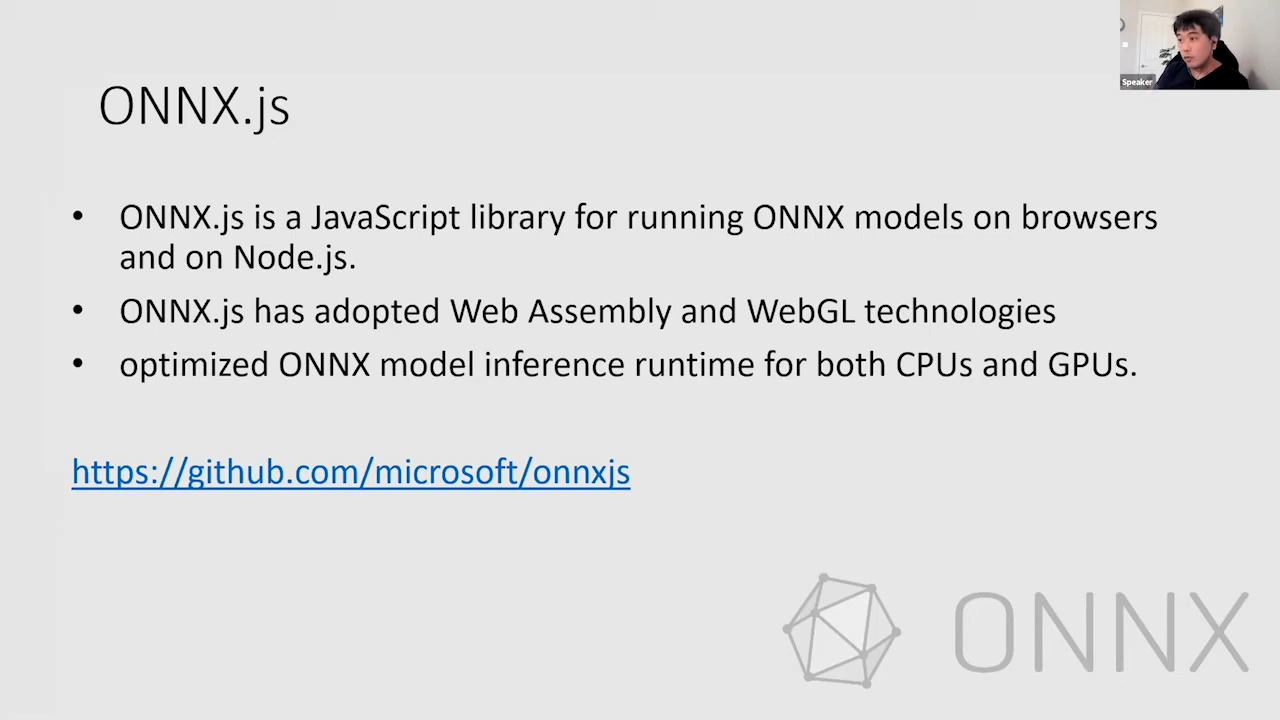 Speaker
ONNX.js
• ONNX.js is a JavaScript library for running ONNX models on browsers
and on Node.js.
• ONNX.js has adopted Web Assembly and WebGL technologies
• optimized ONNX model inference runtime for both CPUs and GPUs.
https://github.com/microsoft/onnxjs
ONNX